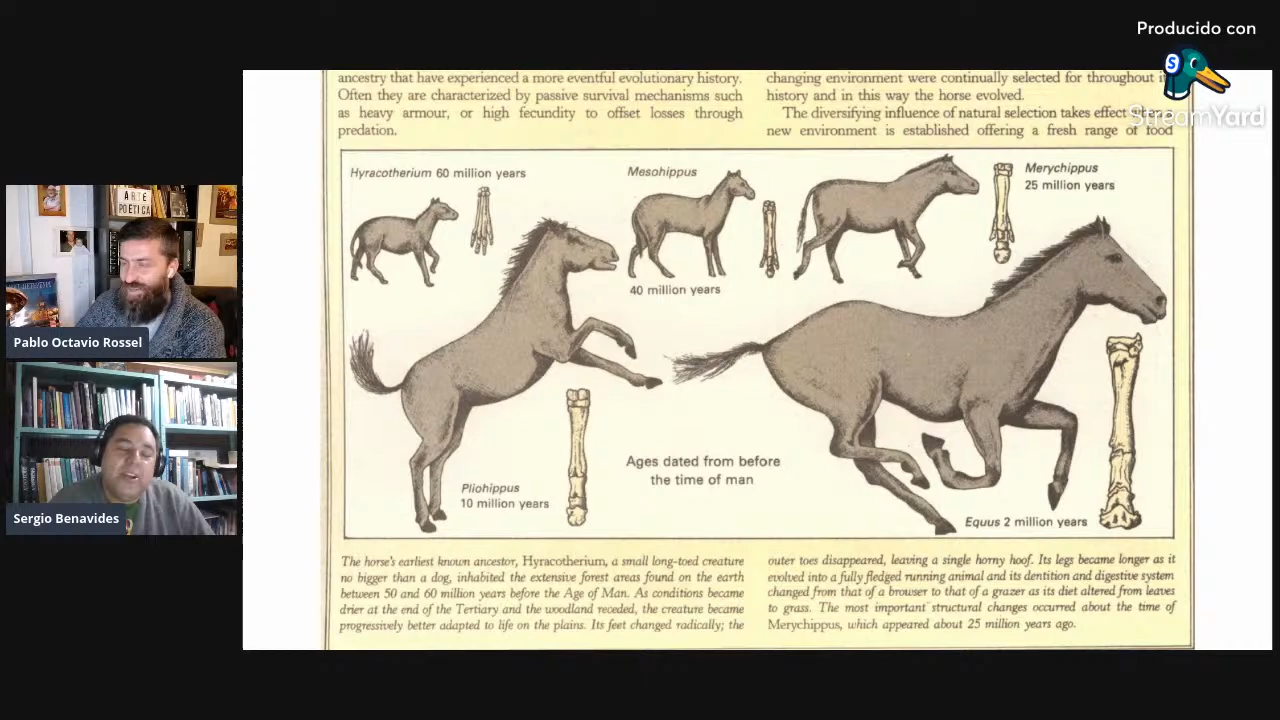 Producido con
S
StreamYard
ancestry that have experienced a more eventful evolutionary history.
Often they are characterized by passive survival mechanisms such
as heavy armour, or high fecundity to offset losses through
predation.
changing environment were continually selected for throughout
history and in this way the horse evolved.
The diversifying influence of natural selection takes effect
new environment is established offering a fresh range of food
Hyracotherium 60 million years
Mesohippus
40 million years
Merychippus
25 million years
Pliohippus
10 million years
Ages dated from before
the time of man
Equus 2 million years
The horse's earliest known ancestor, Hyracotherium, a small long-toed creature
no bigger than a dog, inhabited the extensive forest areas found on the earth
between 50 and 60 million years before the Age of Man. As conditions became
drier at the end of the Tertiary and the woodland receded, the creature became
progressively better adapted to life on the plains. Its feet changed radically; the
outer toes disappeared, leaving a single horny hoof. Its legs became longer as it
evolved into a fully fledged running animal and its dentition and digestive system
changed from that of a browser to that of a grazer as its diet altered from leaves
to grass. The most important structural changes occurred about the time of
Merychippus, which appeared about 25 million years ago.
ARTE
POÉTICA
Pablo Octavio Rossel
Sergio Benavides